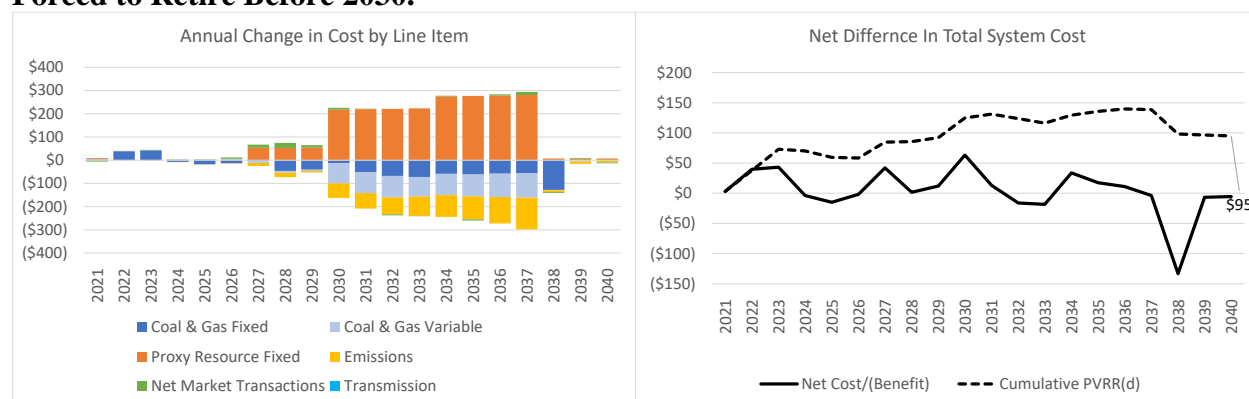 Forced to Retire Before 2030.
Annual Change in Cost by Line Item
$400
$300
$200
$100
$0
($100)
($200)
($300)
($400)
2021 2022 2023 2024 2025 2026 2027 2028 2029 2030 2031 2032 2033 2034 2035 2036 2037 2038 2039 2040
Coal & Gas Fixed Coal & Gas Variable
Proxy Resource Fixed Emissions
Net Market Transactions Transmission
Net Differnce In Total System Cost
$200
$150
$100
$50
$0
($50)
($100)
($150)
$95
2021 2022 2023 2024 2025 2026 2027 2028 2029 2030 2031 2032 2033 2034 2035 2036 2037 2038 2039 2040
Net Cost/(Benefit) Cumulative PVRR(d)